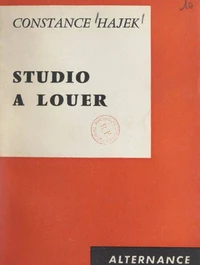 CONSTANCE HAJEK
STUDIO
A LOUER
ALTERNANCE